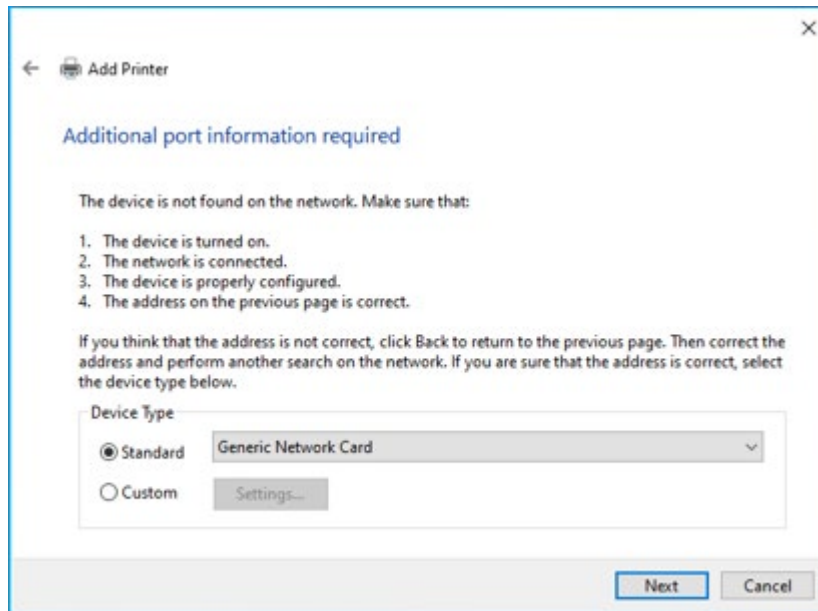 Add Printer
Additional port information required
The device is not found on the network. Make sure that:
1. The device is turned on.
2. The network is connected.
3. The device is properly configured.
4. The address on the previous page is correct.
If you think that the address is not correct, click Back to return to the previous page. Then correct the
address and perform another search on the network. If you are sure that the address is correct, select
the device type below.
Device Type
Standard Generic Network Card
Custom Settings...
Next Cancel